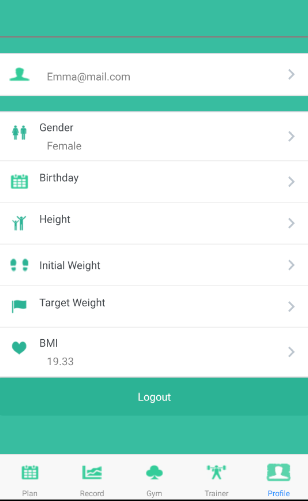 Emma@mail.com
Gender
Female
Birthday
Height
Initial Weight
Target Weight
BMI
19.33
Logout
Plan
Record
Gym
Trainer
Profile